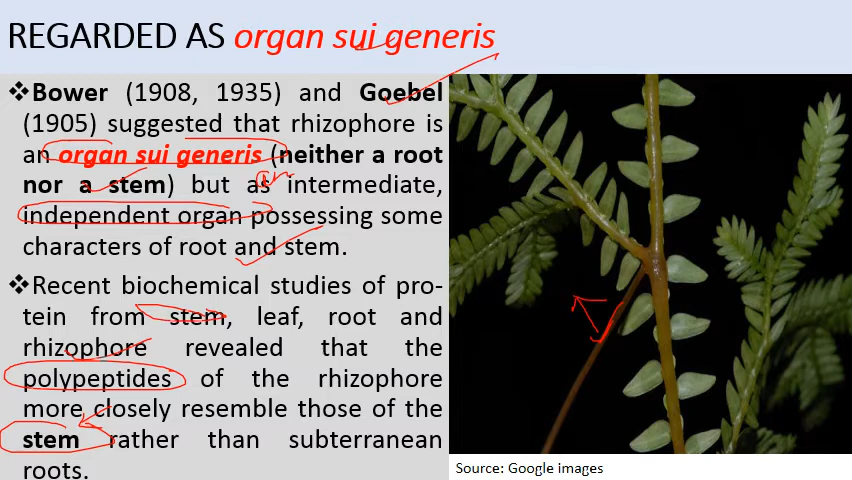 REGARDED AS organ sui generis
❖Bower (1908, 1935) and Goebel
(1905) suggested that rhizophore is
an organ sui generis (neither a root
nor a stem) but as an intermediate,
independent organ possessing some
characters of root and stem.
❖Recent biochemical studies of pro-
tein from stem, leaf, root and
rhizophore revealed that the
polypeptides of the rhizophore
more closely resemble those of the
stem rather than subterranean
roots.
Source: Google images